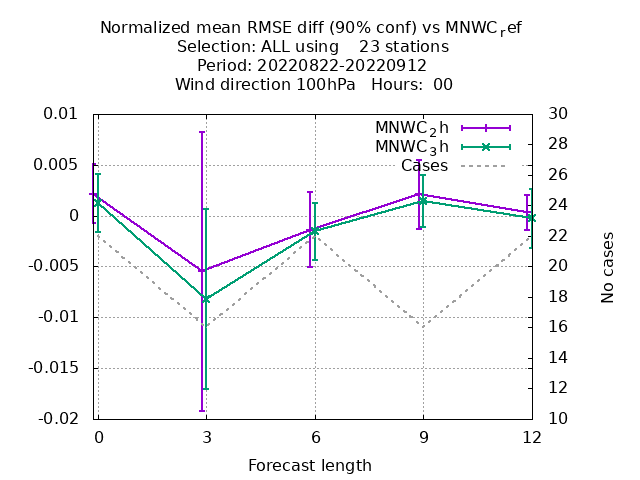 Normalized mean RMSE diff (90% conf) vs MNWC_ref
Selection: ALL using    23 stations
Period: 20220822-20220912
Wind direction 100hPa   Hours:  00
MNWC_2h
MNWC_3h
Cases
0.01
0.005
0
-0.005
-0.01
-0.015
-0.02
30
28
26
24
22
20
18
16
14
12
10
No cases
0
3
6
9
12
Forecast length